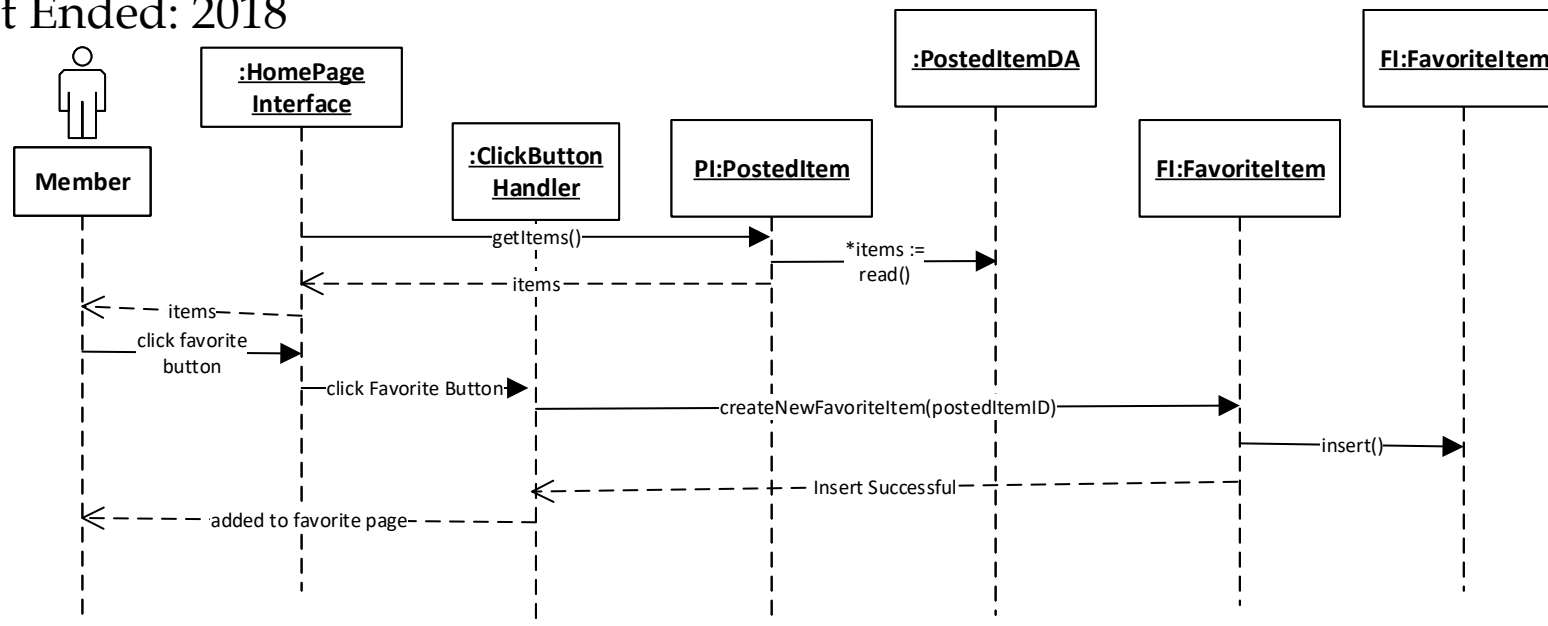 t Ended: 2018
:HomePage
Interface
:PostedItemDA
FI:FavoriteItem
Member
:ClickButton
Handler
PI:PostedItem
FI:FavoriteItem
getItems()
*items :=
read()
items
items
click favorite
button
click Favorite Button
createNewFavoriteItem(postedItemID)
insert()
Insert Successful
added to favorite page